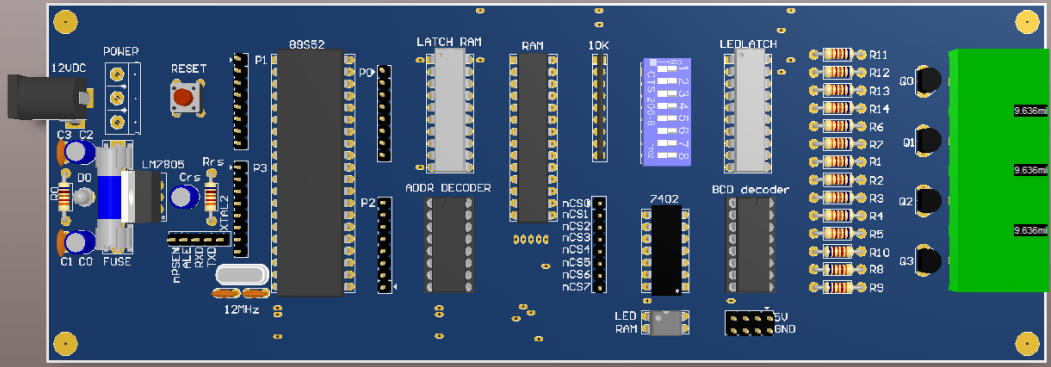 12VDC
POWER
RESET
P1
89S52
P0
LATCH RAM
RAM
10K
CTS 206-8
1
2
3
4
5
6
7
8
LEDLATCH
R11
R12
R13
R14
R6
R7
R1
R2
R3
R4
R5
R10
R8
R9
Q0
Q1
Q2
Q3
9.636mi
9.636mi
9.636mi
C3 C2
D0
R0
C1 C0
FUSE
LM7805
Crs
Rrs
XTAL2
nPSEN
ALE
RXD
TXD
12MHz
P3
P2
ADDR DECODER
nCS0
nCS1
nCS2
nCS3
nCS4
nCS5
nCS6
nCS7
7402
BCD decoder
LED
RAM
5V
GND